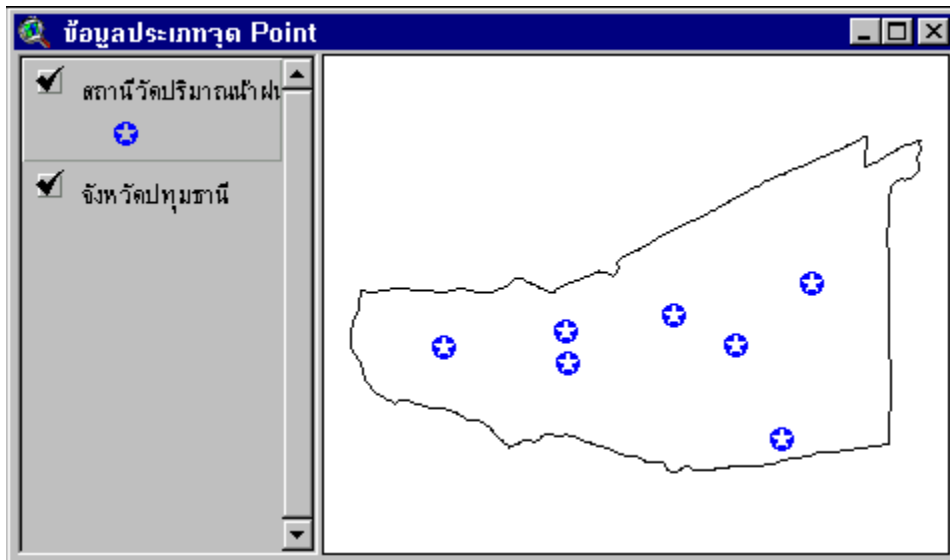 ข้อมูลประเภทจุด Point
สถานีวัดปริมาณน้ำฝน
จังหวัดปทุมธานี